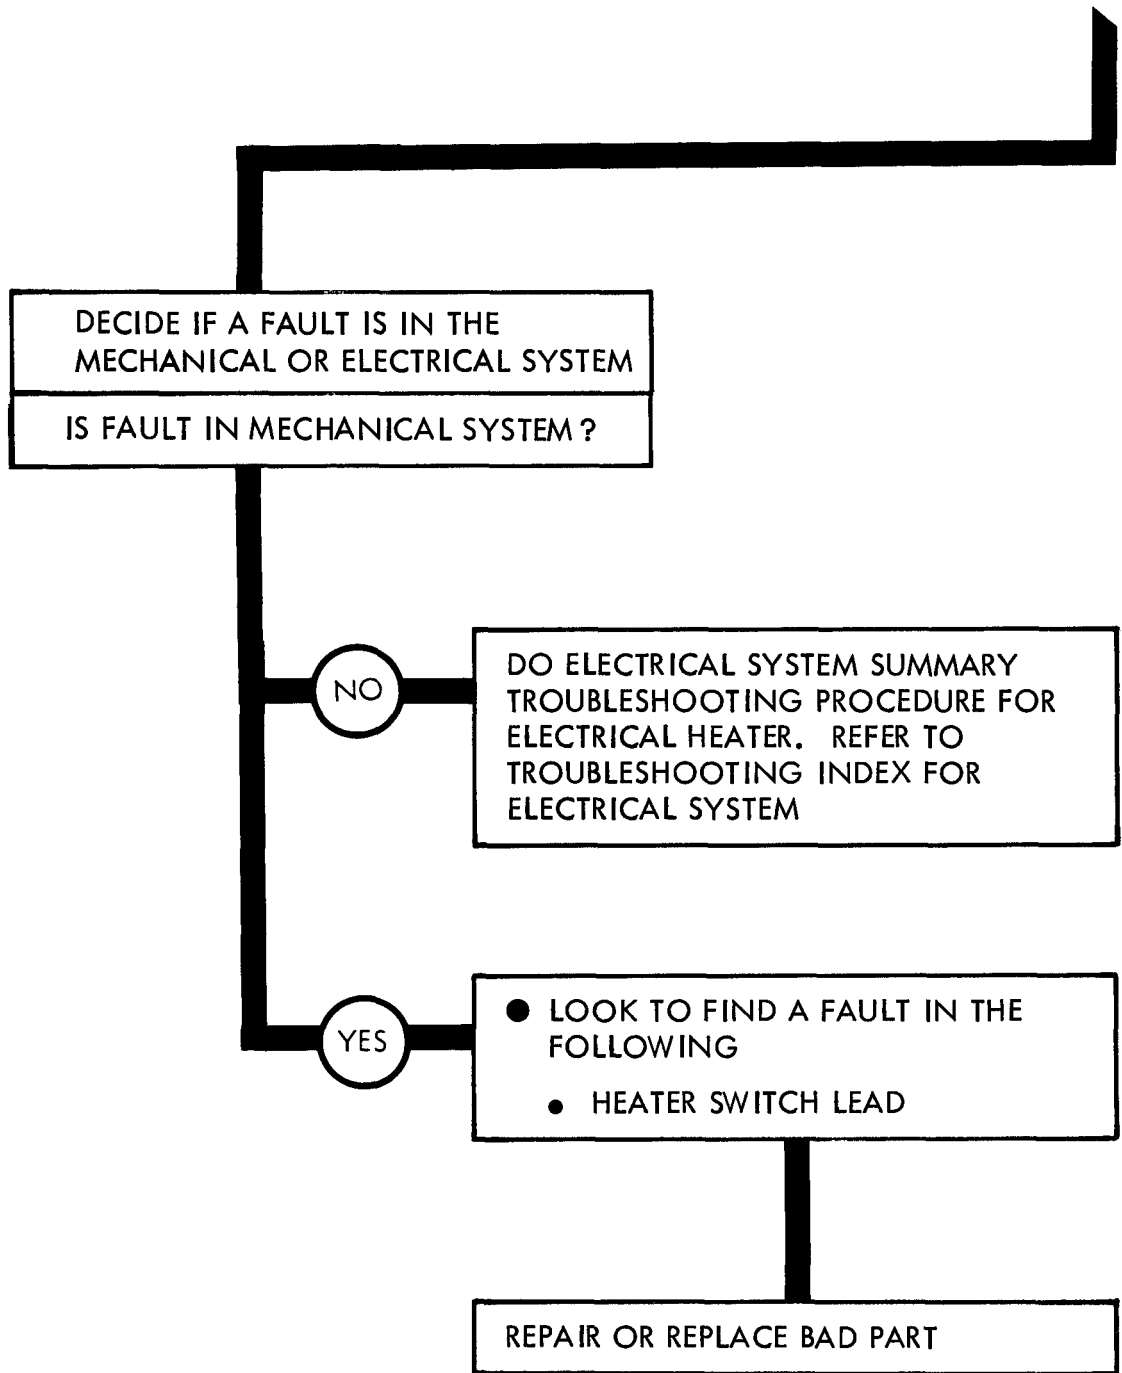 DECIDE IF A FAULT IS IN THE
MECHANICAL OR ELECTRICAL SYSTEM
IS FAULT IN MECHANICAL SYSTEM?
NO
DO ELECTRICAL SYSTEM SUMMARY
TROUBLESHOOTING PROCEDURE FOR
ELECTRICAL HEATER. REFER TO
TROUBLESHOOTING INDEX FOR
ELECTRICAL SYSTEM
YES
● LOOK TO FIND A FAULT IN THE
FOLLOWING
● HEATER SWITCH LEAD
REPAIR OR REPLACE BAD PART